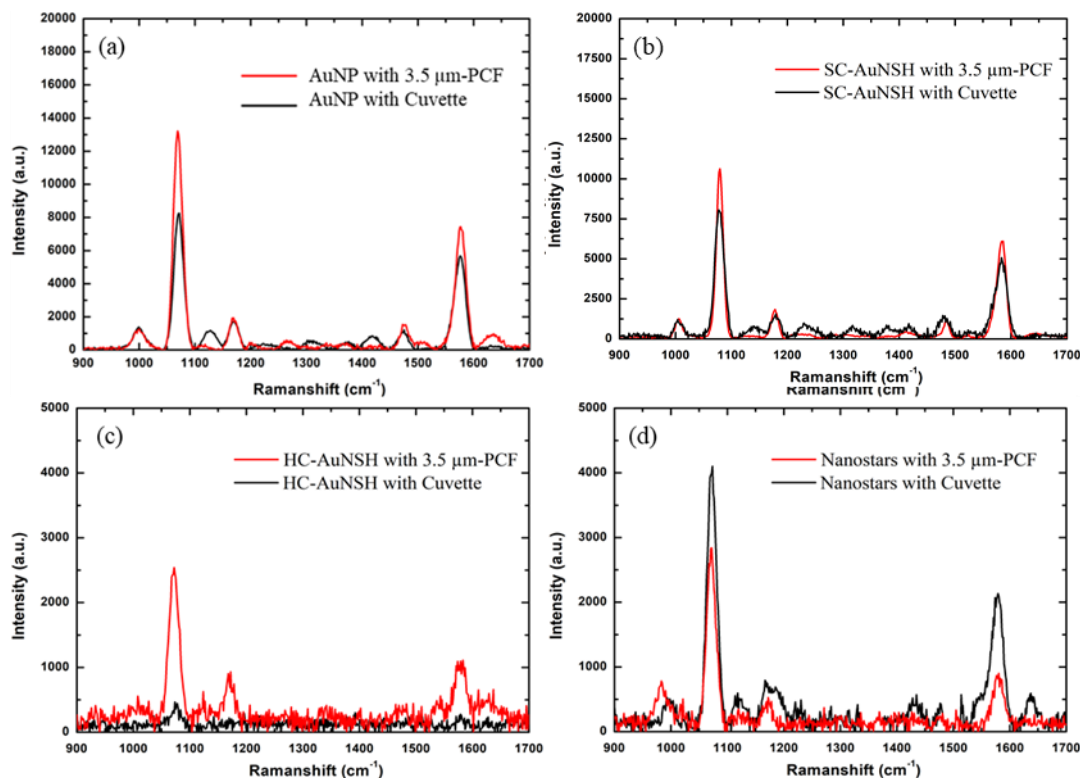 (a)
AuNP with 3.5 µm-PCF
AuNP with Cuvette
Intensity (a.u.)
20000
18000
16000
14000
12000
10000
8000
6000
4000
2000
0
900 1000 1100 1200 1300 1400 1500 1600 1700
Ramanshift (cm⁻¹)
(b)
SC-AuNSH with 3.5 µm-PCF
SC-AuNSH with Cuvette
Intensity (a.u.)
20000
17500
15000
12500
10000
7500
5000
2500
0
900 1000 1100 1200 1300 1400 1500 1600 1700
Ramanshift (cm⁻¹)
Ramanshift (cm⁻¹)
(c)
HC-AuNSH with 3.5 µm-PCF
HC-AuNSH with Cuvette
Intensity (a.u.)
5000
4000
3000
2000
1000
0
900 1000 1100 1200 1300 1400 1500 1600 1700
Ramanshift (cm⁻¹)
(d)
Nanostars with 3.5 µm-PCF
Nanostars with Cuvette
Intensity (a.u.)
5000
4000
3000
2000
1000
0
900 1000 1100 1200 1300 1400 1500 1600 1700
Ramanshift (cm⁻¹)